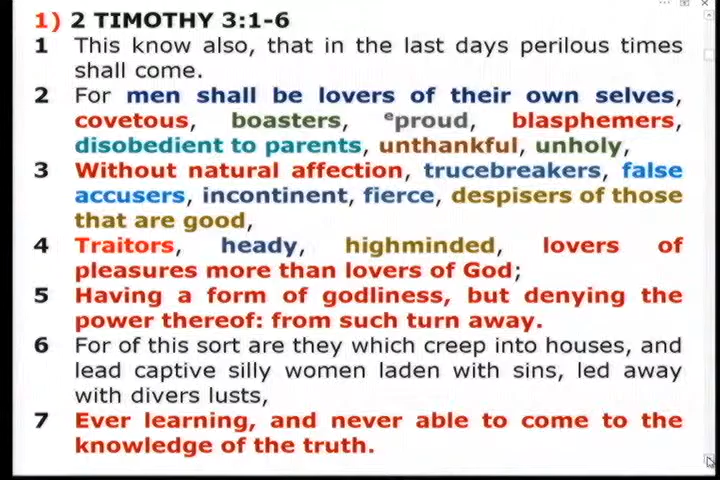 1) 2 TIMOTHY 3:1-6
1 This know also, that in the last days perilous times
shall come.
2 For men shall be lovers of their own selves,
covetous, boasters, ᵉproud, blasphemers,
disobedient to parents, unthankful, unholy,
3 Without natural affection, trucebreakers, false
accusers, incontinent, fierce, despisers of those
that are good,
4 Traitors, heady, highminded, lovers of
pleasures more than lovers of God;
5 Having a form of godliness, but denying the
power thereof: from such turn away.
6 For of this sort are they which creep into houses, and
lead captive silly women laden with sins, led away
with divers lusts,
7 Ever learning, and never able to come to the
knowledge of the truth.